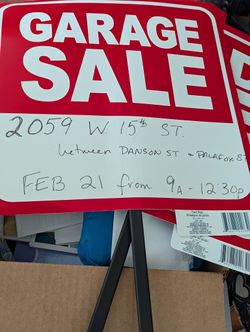 GARAGE
SALE
2059 W 15th ST.
between DANSON ST & PALAFOX ST
FEB 21 from 9A - 12:30p